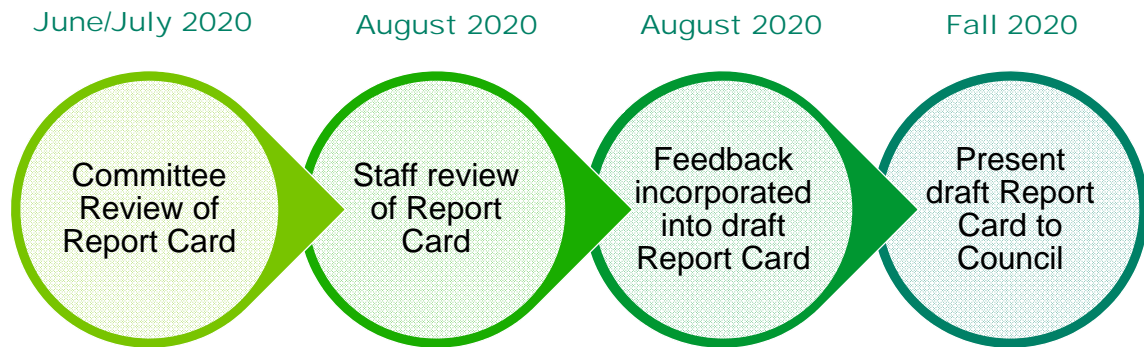 June/July 2020
August 2020
August 2020
Fall 2020
Committee
Review of
Report Card
Staff review
of Report
Card
Feedback
incorporated
into draft
Report Card
Present
draft Report
Card to
Council